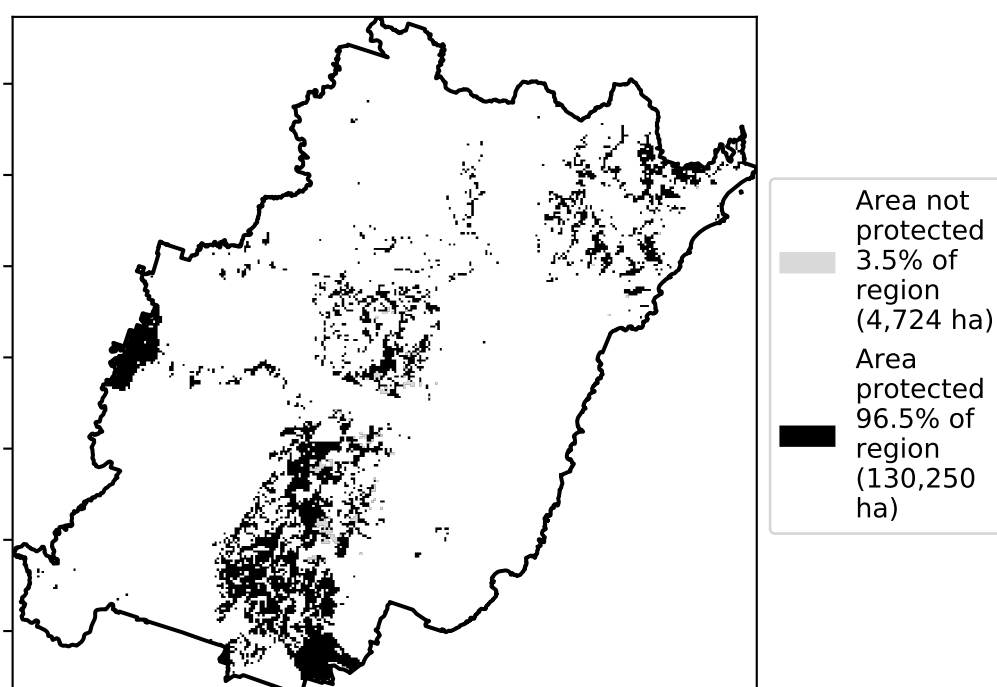 Area not
protected
3.5% of
region
(4,724 ha)
Area
protected
96.5% of
region
(130,250
ha)